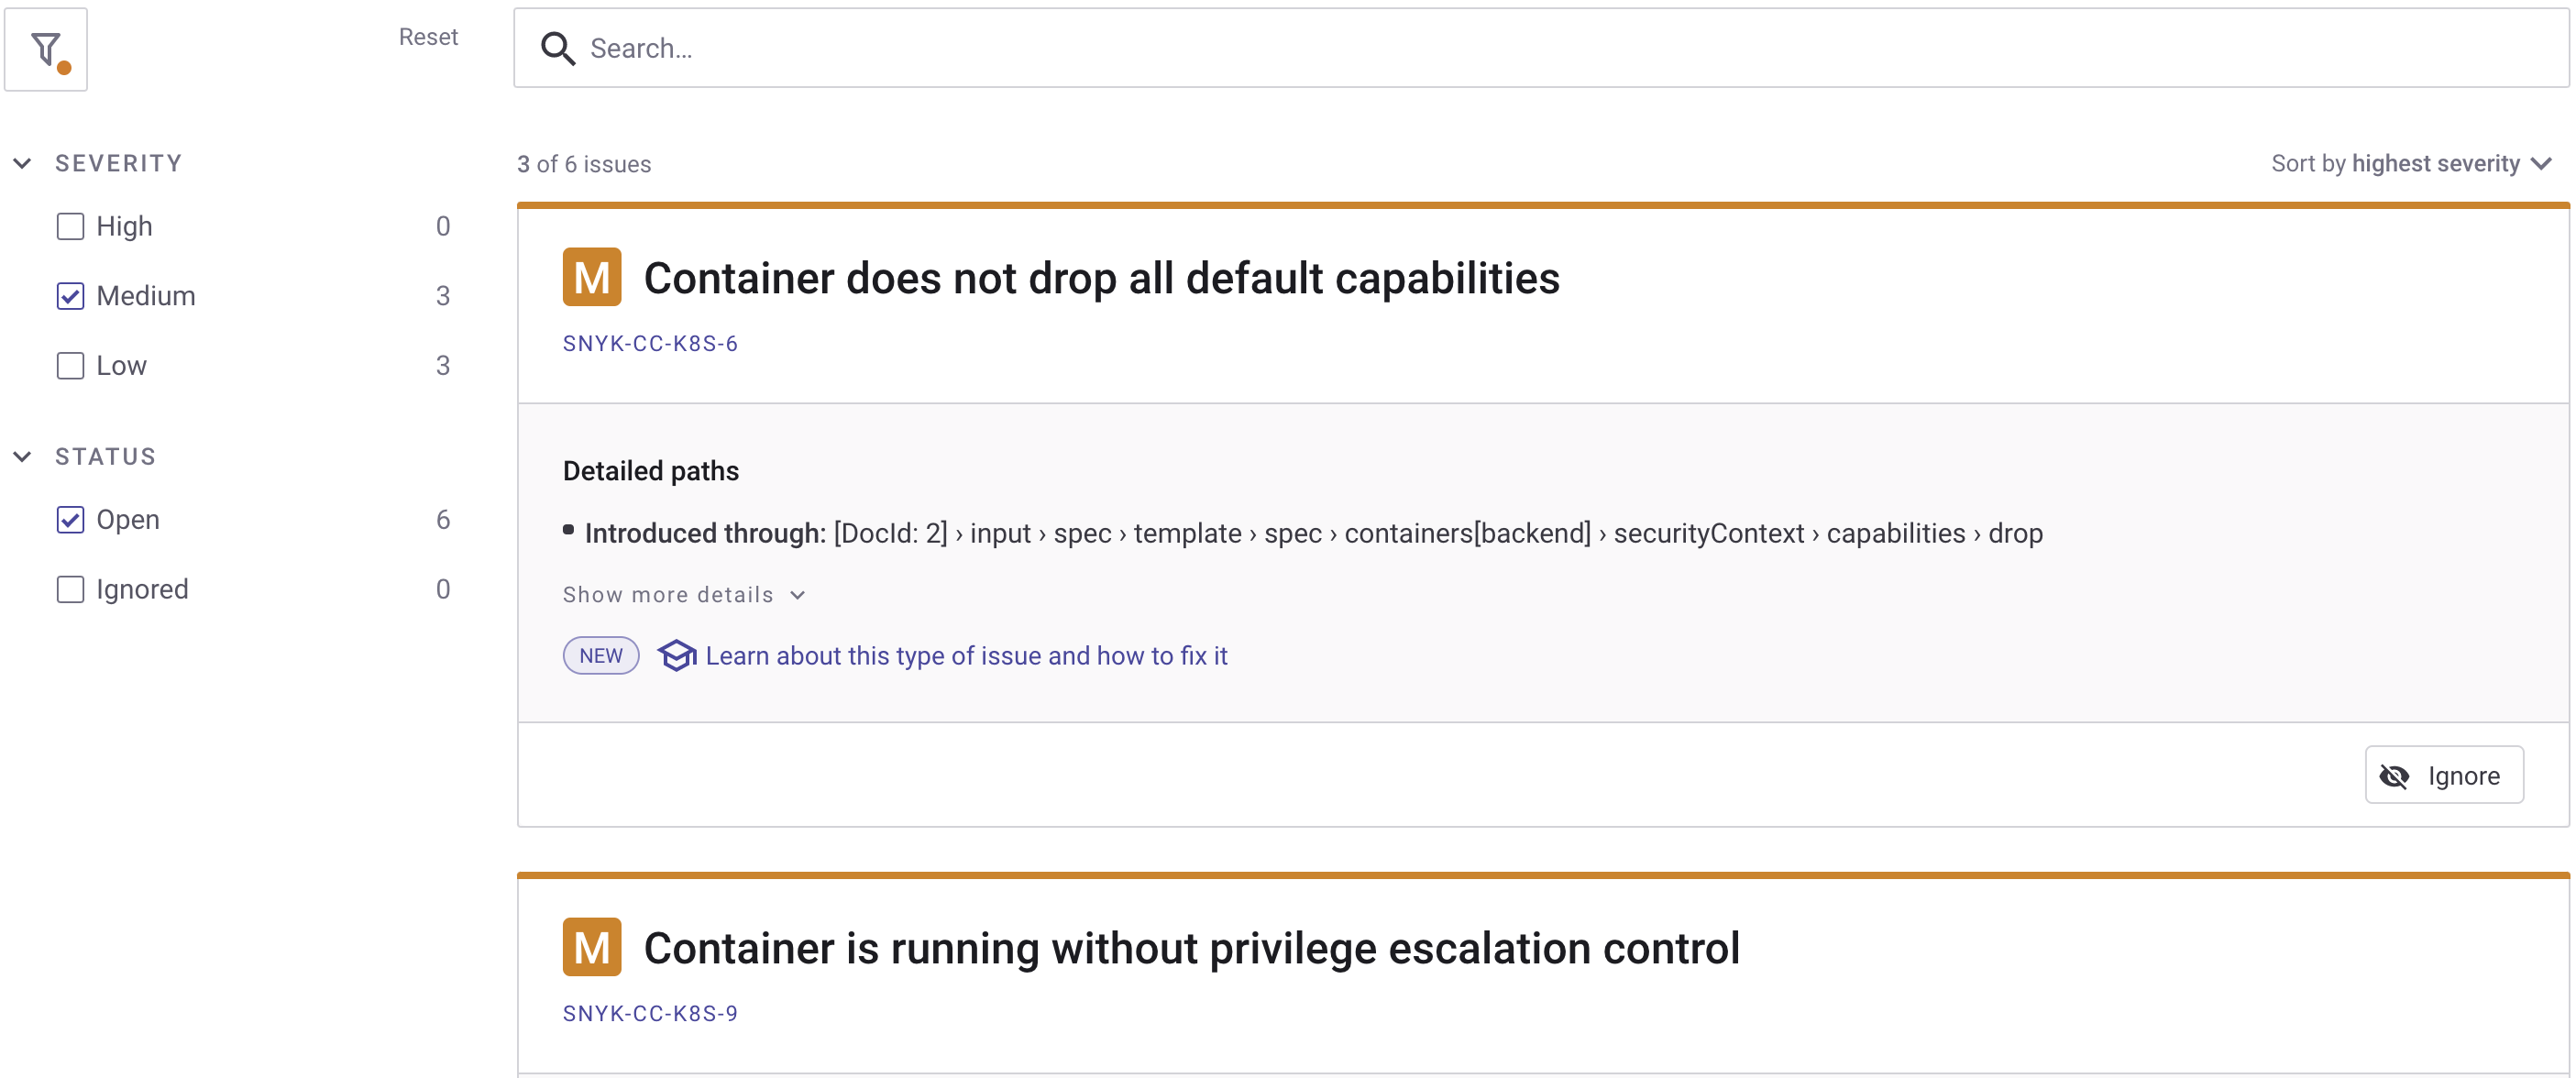 Reset
Search...
SEVERITY
High 0
Medium 3
Low 3
STATUS
Open 6
Ignored 0
3 of 6 issues
Sort by highest severity
M Container does not drop all default capabilities
SNYK-CC-K8S-6
Detailed paths
Introduced through: [DocId: 2] › input › spec › template › spec › containers[backend] › securityContext › capabilities › drop
Show more details
NEW Learn about this type of issue and how to fix it
Ignore
M Container is running without privilege escalation control
SNYK-CC-K8S-9